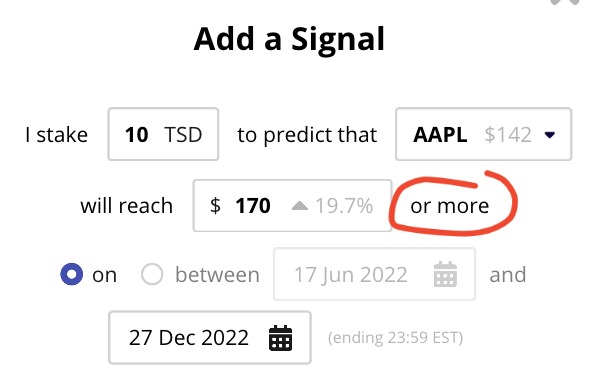 Add a Signal
I stake 10 TSD to predict that AAPL $142
will reach $ 170 19.7% or more
on between 17 Jun 2022 and
27 Dec 2022 (ending 23:59 EST)